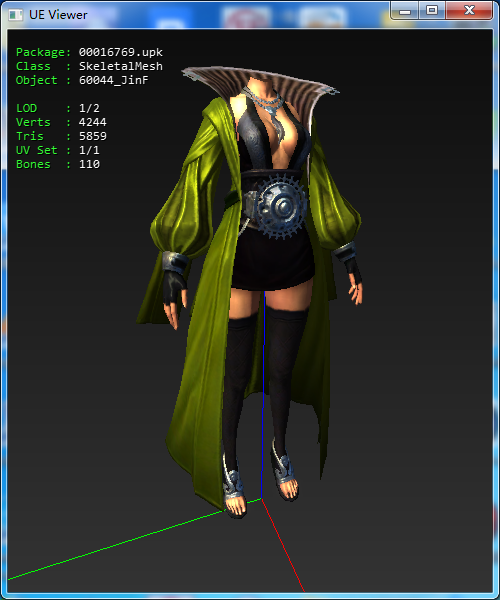 UE Viewer
Package: 00016769.upk
Class : SkeletalMesh
Object : 60044_JinF
LOD : 1/2
Verts : 4244
Tris : 5859
UV Set : 1/1
Bones : 110